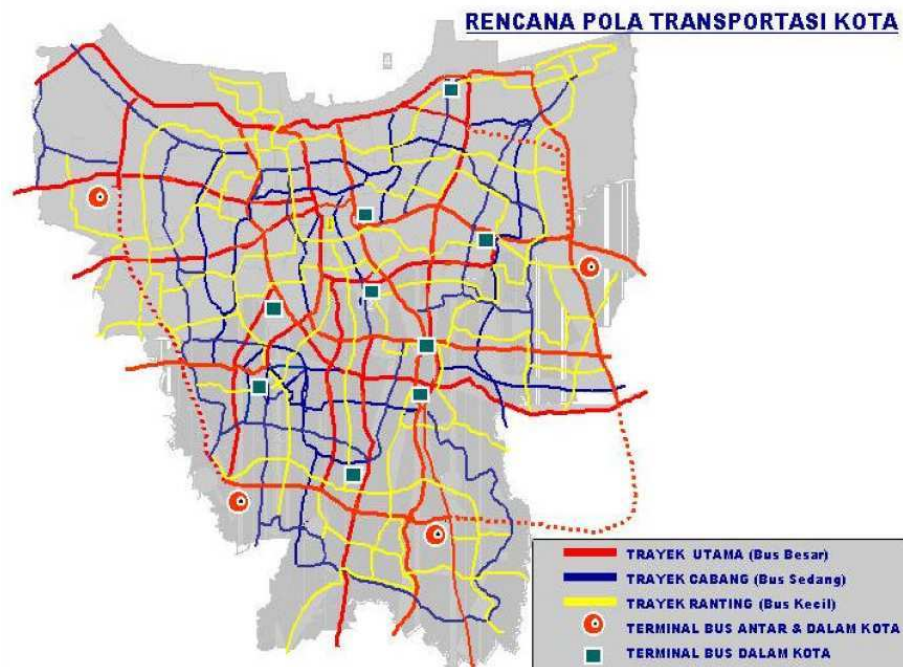 RENCANA POLA TRANSPORTASI KOTA
TRAYEK UTAMA (Bus Besar)
TRAYEK CABANG (Bus Sedang)
TRAYEK RANTING (Bus Kecil)
TERMINAL BUS ANTAR & DALAM KOTA
TERMINAL BUS DALAM KOTA